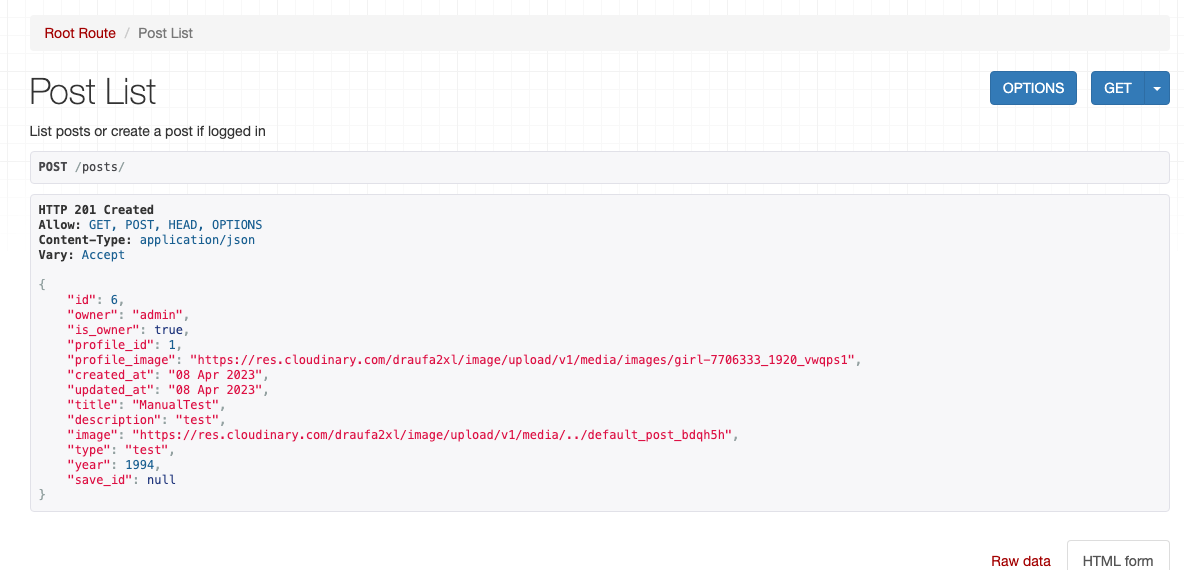 Root Route / Post List
Post List
OPTIONS
GET
List posts or create a post if logged in
POST /posts/
HTTP 201 Created
Allow: GET, POST, HEAD, OPTIONS
Content-Type: application/json
Vary: Accept
{
    "id": 6,
    "owner": "admin",
    "is_owner": true,
    "profile_id": 1,
    "profile_image": "https://res.cloudinary.com/draufa2xl/image/upload/v1/media/images/girl-7706333_1920_vwqps1",
    "created_at": "08 Apr 2023",
    "updated_at": "08 Apr 2023",
    "title": "ManualTest",
    "description": "test",
    "image": "https://res.cloudinary.com/draufa2xl/image/upload/v1/media/../default_post_bdqh5h",
    "type": "test",
    "year": 1994,
    "save_id": null
}
Raw data
HTML form